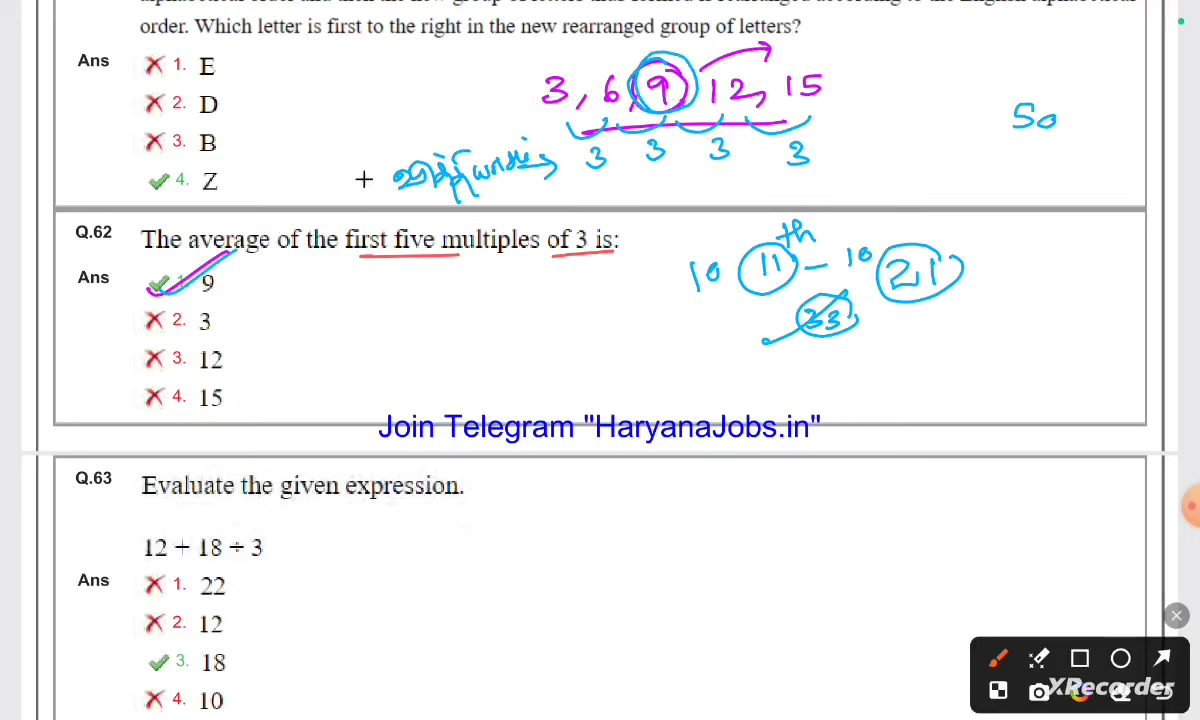 order. Which letter is first to the right in the new rearranged group of letters?
Ans
1. E
2. D
3. B
4. Z
3, 6, 9, 12, 15
3 3 3 3
50
+
Q.62 The average of the first five multiples of 3 is:
Ans
1. 9
2. 3
3. 12
4. 15
10 11th - 10 21
33
Join Telegram "HaryanaJobs.in"
Q.63 Evaluate the given expression.
12 + 18 ÷ 3
Ans
1. 22
2. 12
3. 18
4. 10
XRecorder